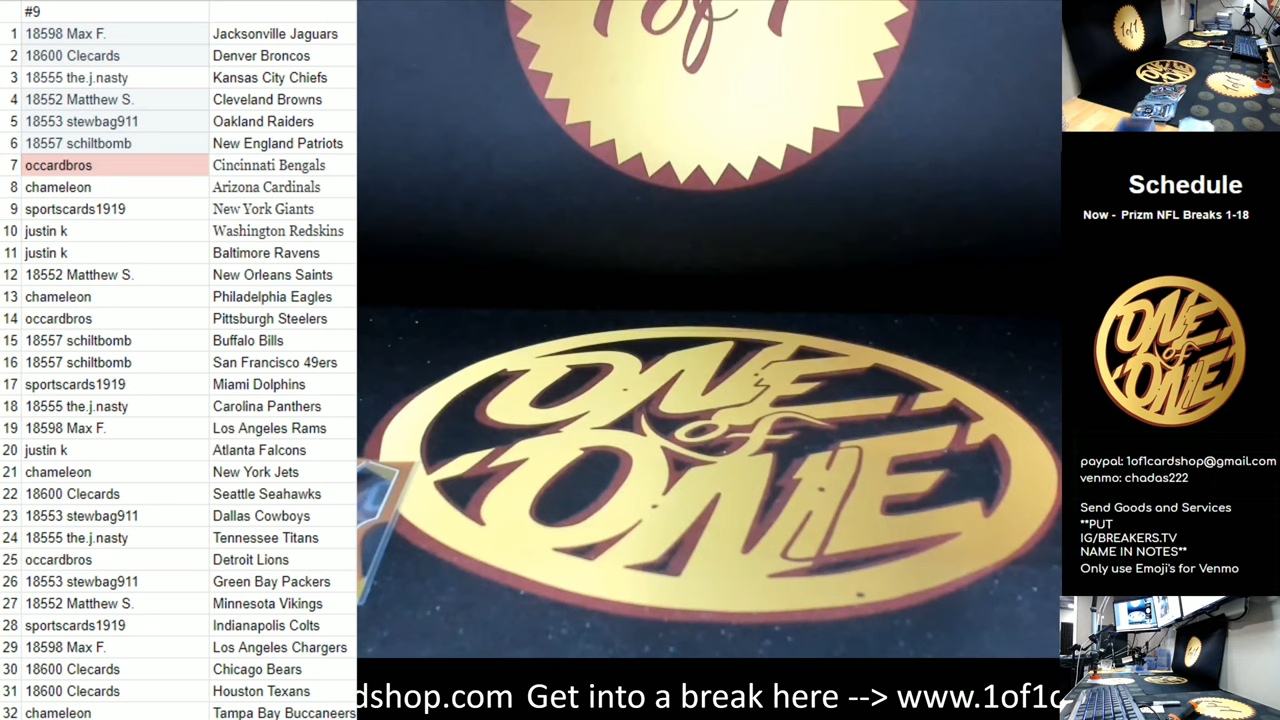 #9
1 18598 Max F. Jacksonville Jaguars
2 18600 Clecards Denver Broncos
3 18555 the.j.nasty Kansas City Chiefs
4 18552 Matthew S. Cleveland Browns
5 18553 stewbag911 Oakland Raiders
6 18557 schiltbomb New England Patriots
7 occardbros Cincinnati Bengals
8 chameleon Arizona Cardinals
9 sportscards1919 New York Giants
10 justin k Washington Redskins
11 justin k Baltimore Ravens
12 18552 Matthew S. New Orleans Saints
13 chameleon Philadelphia Eagles
14 occardbros Pittsburgh Steelers
15 18557 schiltbomb Buffalo Bills
16 18557 schiltbomb San Francisco 49ers
17 sportscards1919 Miami Dolphins
18 18555 the.j.nasty Carolina Panthers
19 18598 Max F. Los Angeles Rams
20 justin k Atlanta Falcons
21 chameleon New York Jets
22 18600 Clecards Seattle Seahawks
23 18553 stewbag911 Dallas Cowboys
24 18555 the.j.nasty Tennessee Titans
25 occardbros Detroit Lions
26 18553 stewbag911 Green Bay Packers
27 18552 Matthew S. Minnesota Vikings
28 sportscards1919 Indianapolis Colts
29 18598 Max F. Los Angeles Chargers
30 18600 Clecards Chicago Bears
31 18600 Clecards Houston Texans
32 chameleon Tampa Bay Buccaneers
1of1
ONE
of
ONE
dshop.com Get into a break here --> www.1of1c
1of1
ONE of ONE
1of1
Schedule
Now - Prizm NFL Breaks 1-18
ONE
of
ONE
paypal: 1of1cardshop@gmail.com
venmo: chadas222
Send Goods and Services
**PUT
IG/BREAKERS.TV
NAME IN NOTES**
Only use Emoji's for Venmo